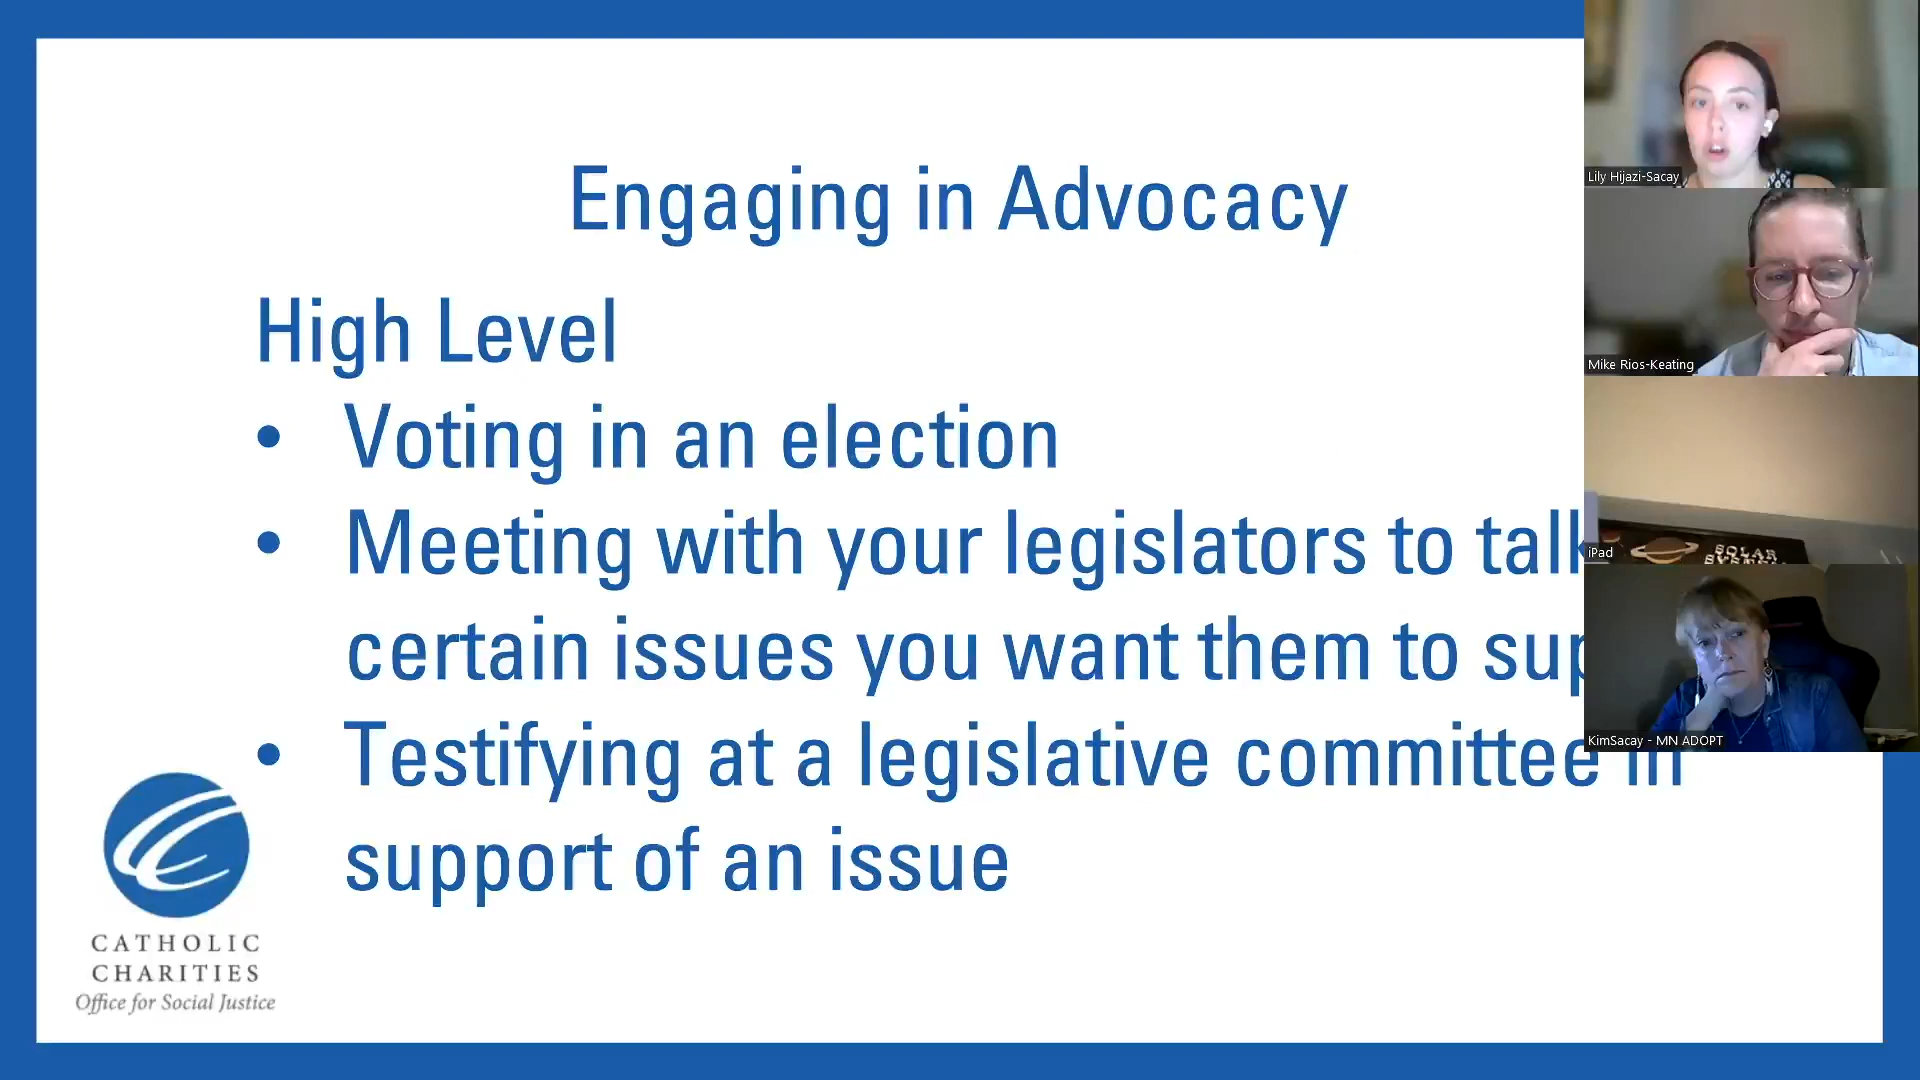 Engaging in Advocacy
High Level
• Voting in an election
• Meeting with your legislators to talk
certain issues you want them to sup
• Testifying at a legislative committee in
support of an issue
CATHOLIC
CHARITIES
Office for Social Justice
Lily Hijazi-Sacay
Mike Rios-Keating
iPad
SOLAR
KimSacay - MN ADOPT